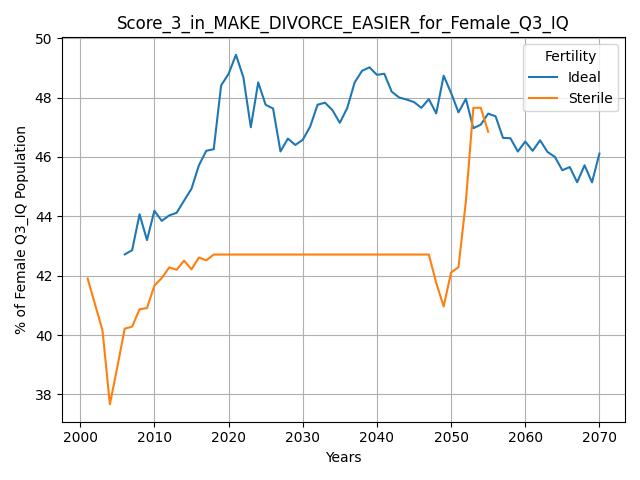 Score_3_in_MAKE_DIVORCE_EASIER_for_Female_Q3_IQ
% of Female Q3_IQ Population
50
48
46
44
42
40
38
Fertility
Ideal
Sterile
2000 2010 2020 2030 2040 2050 2060 2070
Years